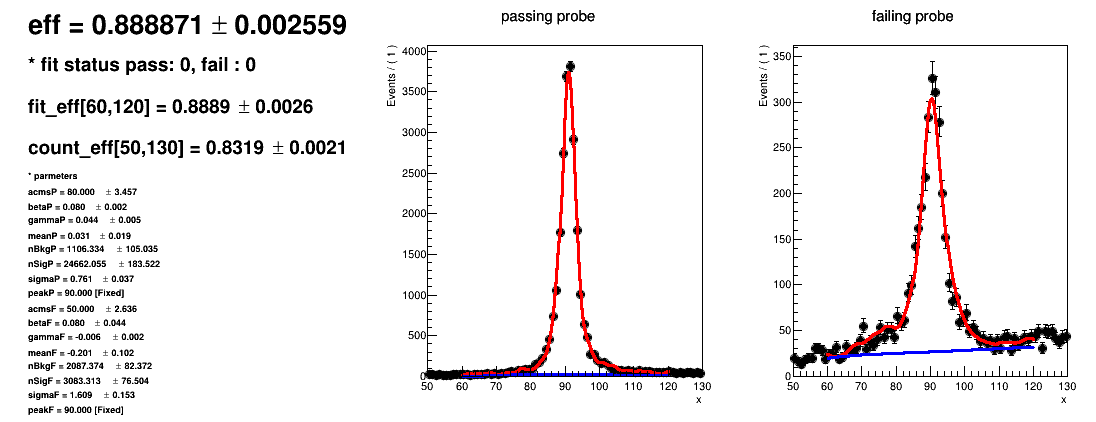 eff = 0.888871 ± 0.002559
* fit status pass: 0, fail : 0
fit_eff[60,120] = 0.8889 ± 0.0026
count_eff[50,130] = 0.8319 ± 0.0021
* parmeters
acmsP = 80.000 ± 3.457
betaP = 0.080 ± 0.002
gammaP = 0.044 ± 0.005
meanP = 0.031 ± 0.019
nBkgP = 1106.334 ± 105.035
nSigP = 24662.055 ± 183.522
sigmaP = 0.761 ± 0.037
peakP = 90.000 [Fixed]
acmsF = 50.000 ± 2.636
betaF = 0.080 ± 0.044
gammaF = -0.006 ± 0.002
meanF = -0.201 ± 0.102
nBkgF = 2087.374 ± 82.372
nSigF = 3083.313 ± 76.504
sigmaF = 1.609 ± 0.153
peakF = 90.000 [Fixed]
passing probe
Events / ( 1 )
4000
3500
3000
2500
2000
1500
1000
500
0
50 60 70 80 90 100 110 120 130
x
failing probe
Events / ( 1 )
350
300
250
200
150
100
50
0
50 60 70 80 90 100 110 120 130
x